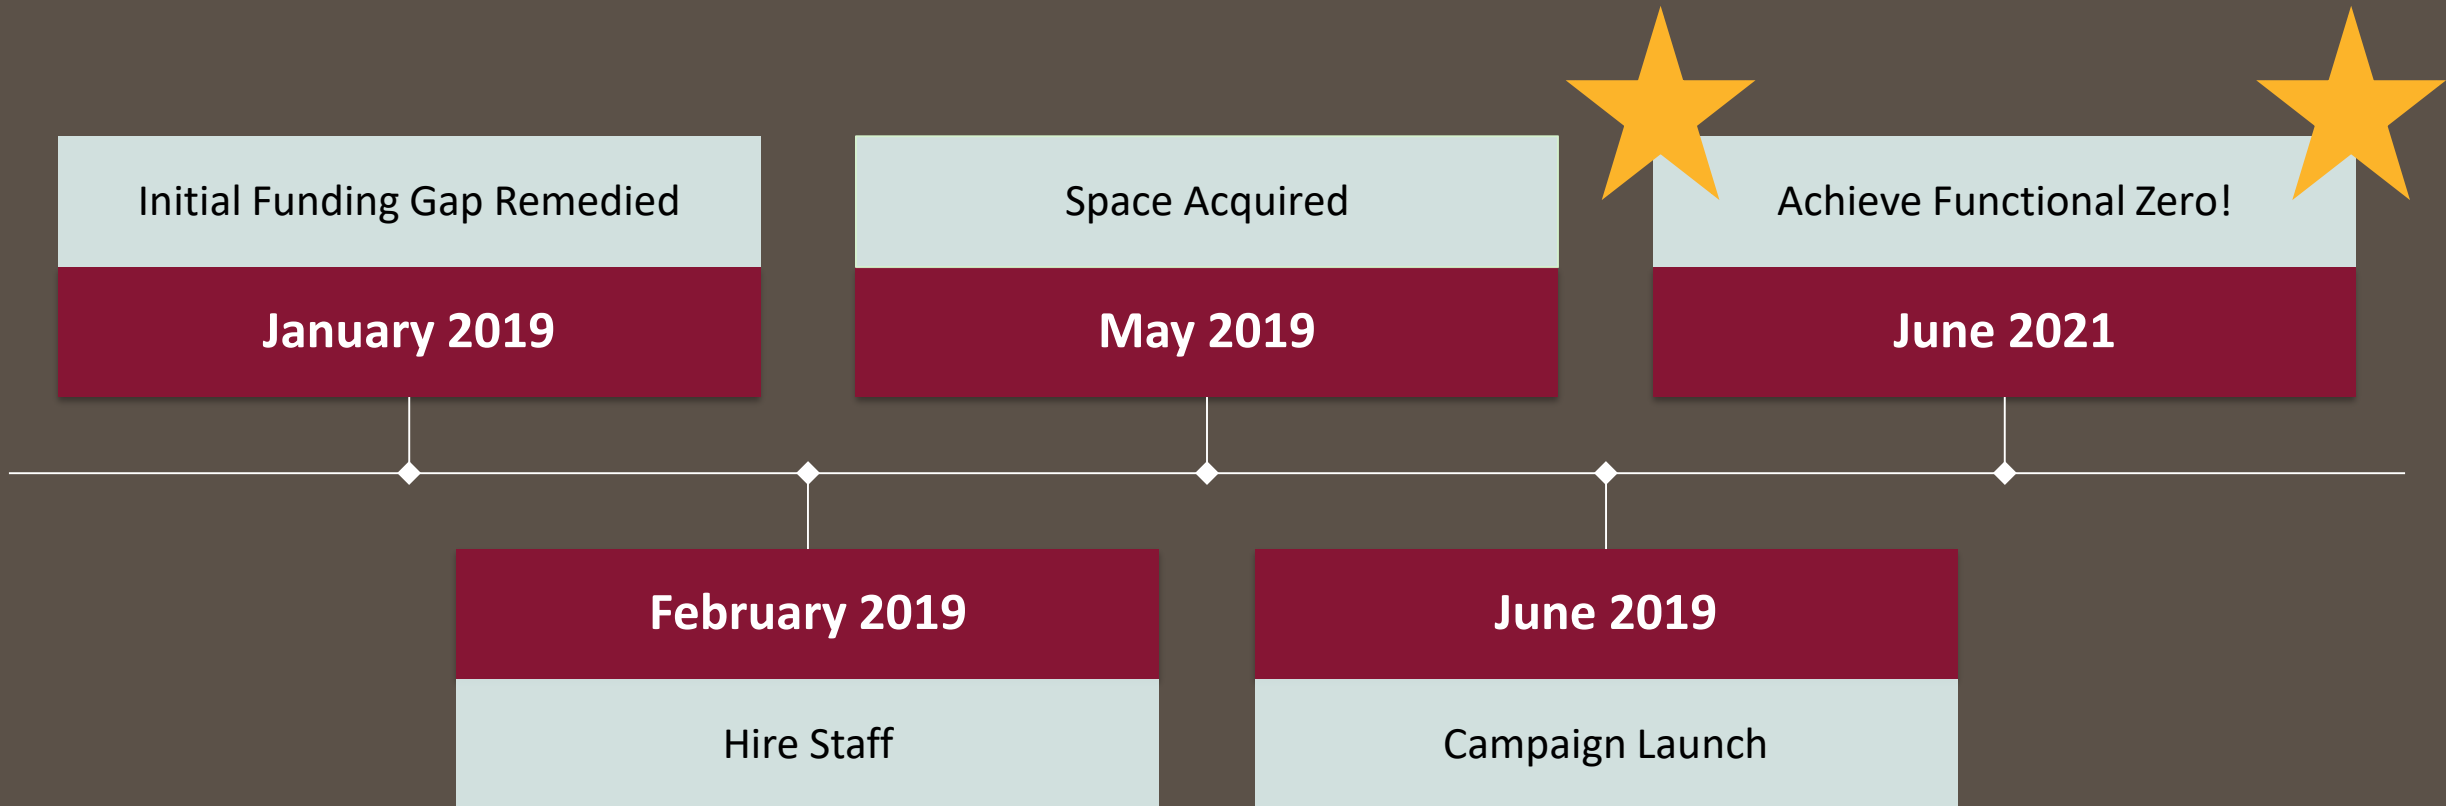 Initial Funding Gap Remedied
January 2019
Space Acquired
May 2019
Achieve Functional Zero!
June 2021
February 2019
Hire Staff
June 2019
Campaign Launch